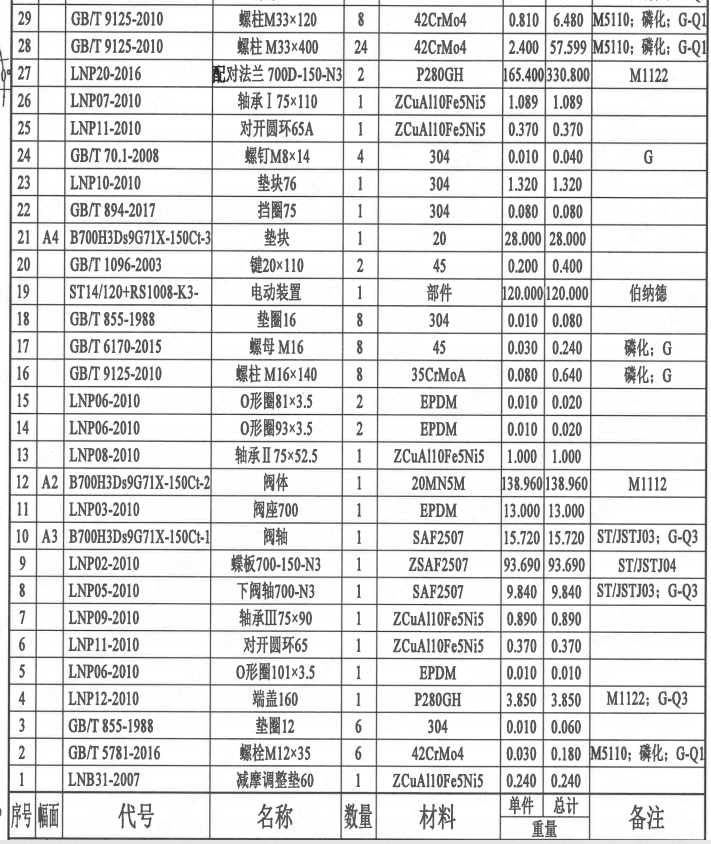 29 GB/T 9125-2010 螺柱M33×120 8 42CrMo4 0.810 6.480 M5110；磷化；G-Q1
28 GB/T 9125-2010 螺柱M33×400 24 42CrMo4 2.400 57.599 M5110；磷化；G-Q1
27 LNP20-2016 配对法兰 700D-150-N3 2 P280GH 165.400 330.800 M1122
26 LNP07-2010 轴承Ⅰ75×110 1 ZCuAl10Fe5Ni5 1.089 1.089
25 LNP11-2010 对开圆环65A 1 ZCuAl10Fe5Ni5 0.370 0.370
24 GB/T 70.1-2008 螺钉M8×14 4 304 0.010 0.040 G
23 LNP10-2010 垫块76 1 304 1.320 1.320
22 GB/T 894-2017 挡圈75 1 304 0.080 0.080
21 A4 B700H3Ds9G71X-150Ct-3 垫块 1 20 28.000 28.000
20 GB/T 1096-2003 键20×110 2 45 0.200 0.400
19 ST14/120+RS1008-K3- 电动装置 1 部件 120.000 120.000 伯纳德
18 GB/T 855-1988 垫圈16 8 304 0.010 0.080
17 GB/T 6170-2015 螺母M16 8 45 0.030 0.240 磷化；G
16 GB/T 9125-2010 螺柱M16×140 8 35CrMoA 0.080 0.640 磷化；G
15 LNP06-2010 O形圈81×3.5 2 EPDM 0.010 0.020
14 LNP06-2010 O形圈93×3.5 2 EPDM 0.010 0.020
13 LNP08-2010 轴承Ⅱ75×52.5 1 ZCuAl10Fe5Ni5 1.000 1.000
12 A2 B700H3Ds9G71X-150Ct-2 阀体 1 20MN5M 138.960 138.960 M1112
11 LNP03-2010 阀座700 1 EPDM 13.000 13.000
10 A3 B700H3Ds9G71X-150Ct-1 阀轴 1 SAF2507 15.720 15.720 ST/JSTJ03；G-Q3
9 LNP02-2010 蝶板700-150-N3 1 ZSAF2507 93.690 93.690 ST/JSTJ04
8 LNP05-2010 下阀轴700-N3 1 SAF2507 9.840 9.840 ST/JSTJ03；G-Q3
7 LNP09-2010 轴承Ⅲ75×90 1 ZCuAl10Fe5Ni5 0.890 0.890
6 LNP11-2010 对开圆环65 1 ZCuAl10Fe5Ni5 0.370 0.370
5 LNP06-2010 O形圈101×3.5 1 EPDM 0.010 0.010
4 LNP12-2010 端盖160 1 P280GH 3.850 3.850 M1122；G-Q3
3 GB/T 855-1988 垫圈12 6 304 0.010 0.060
2 GB/T 5781-2016 螺栓M12×35 6 42CrMo4 0.030 0.180 M5110；磷化；G-Q1
1 LNB31-2007 减摩调整垫60 1 ZCuAl10Fe5Ni5 0.240 0.240
序号 幅面 代号 名称 数量 材料 单件 总计 备注
重量